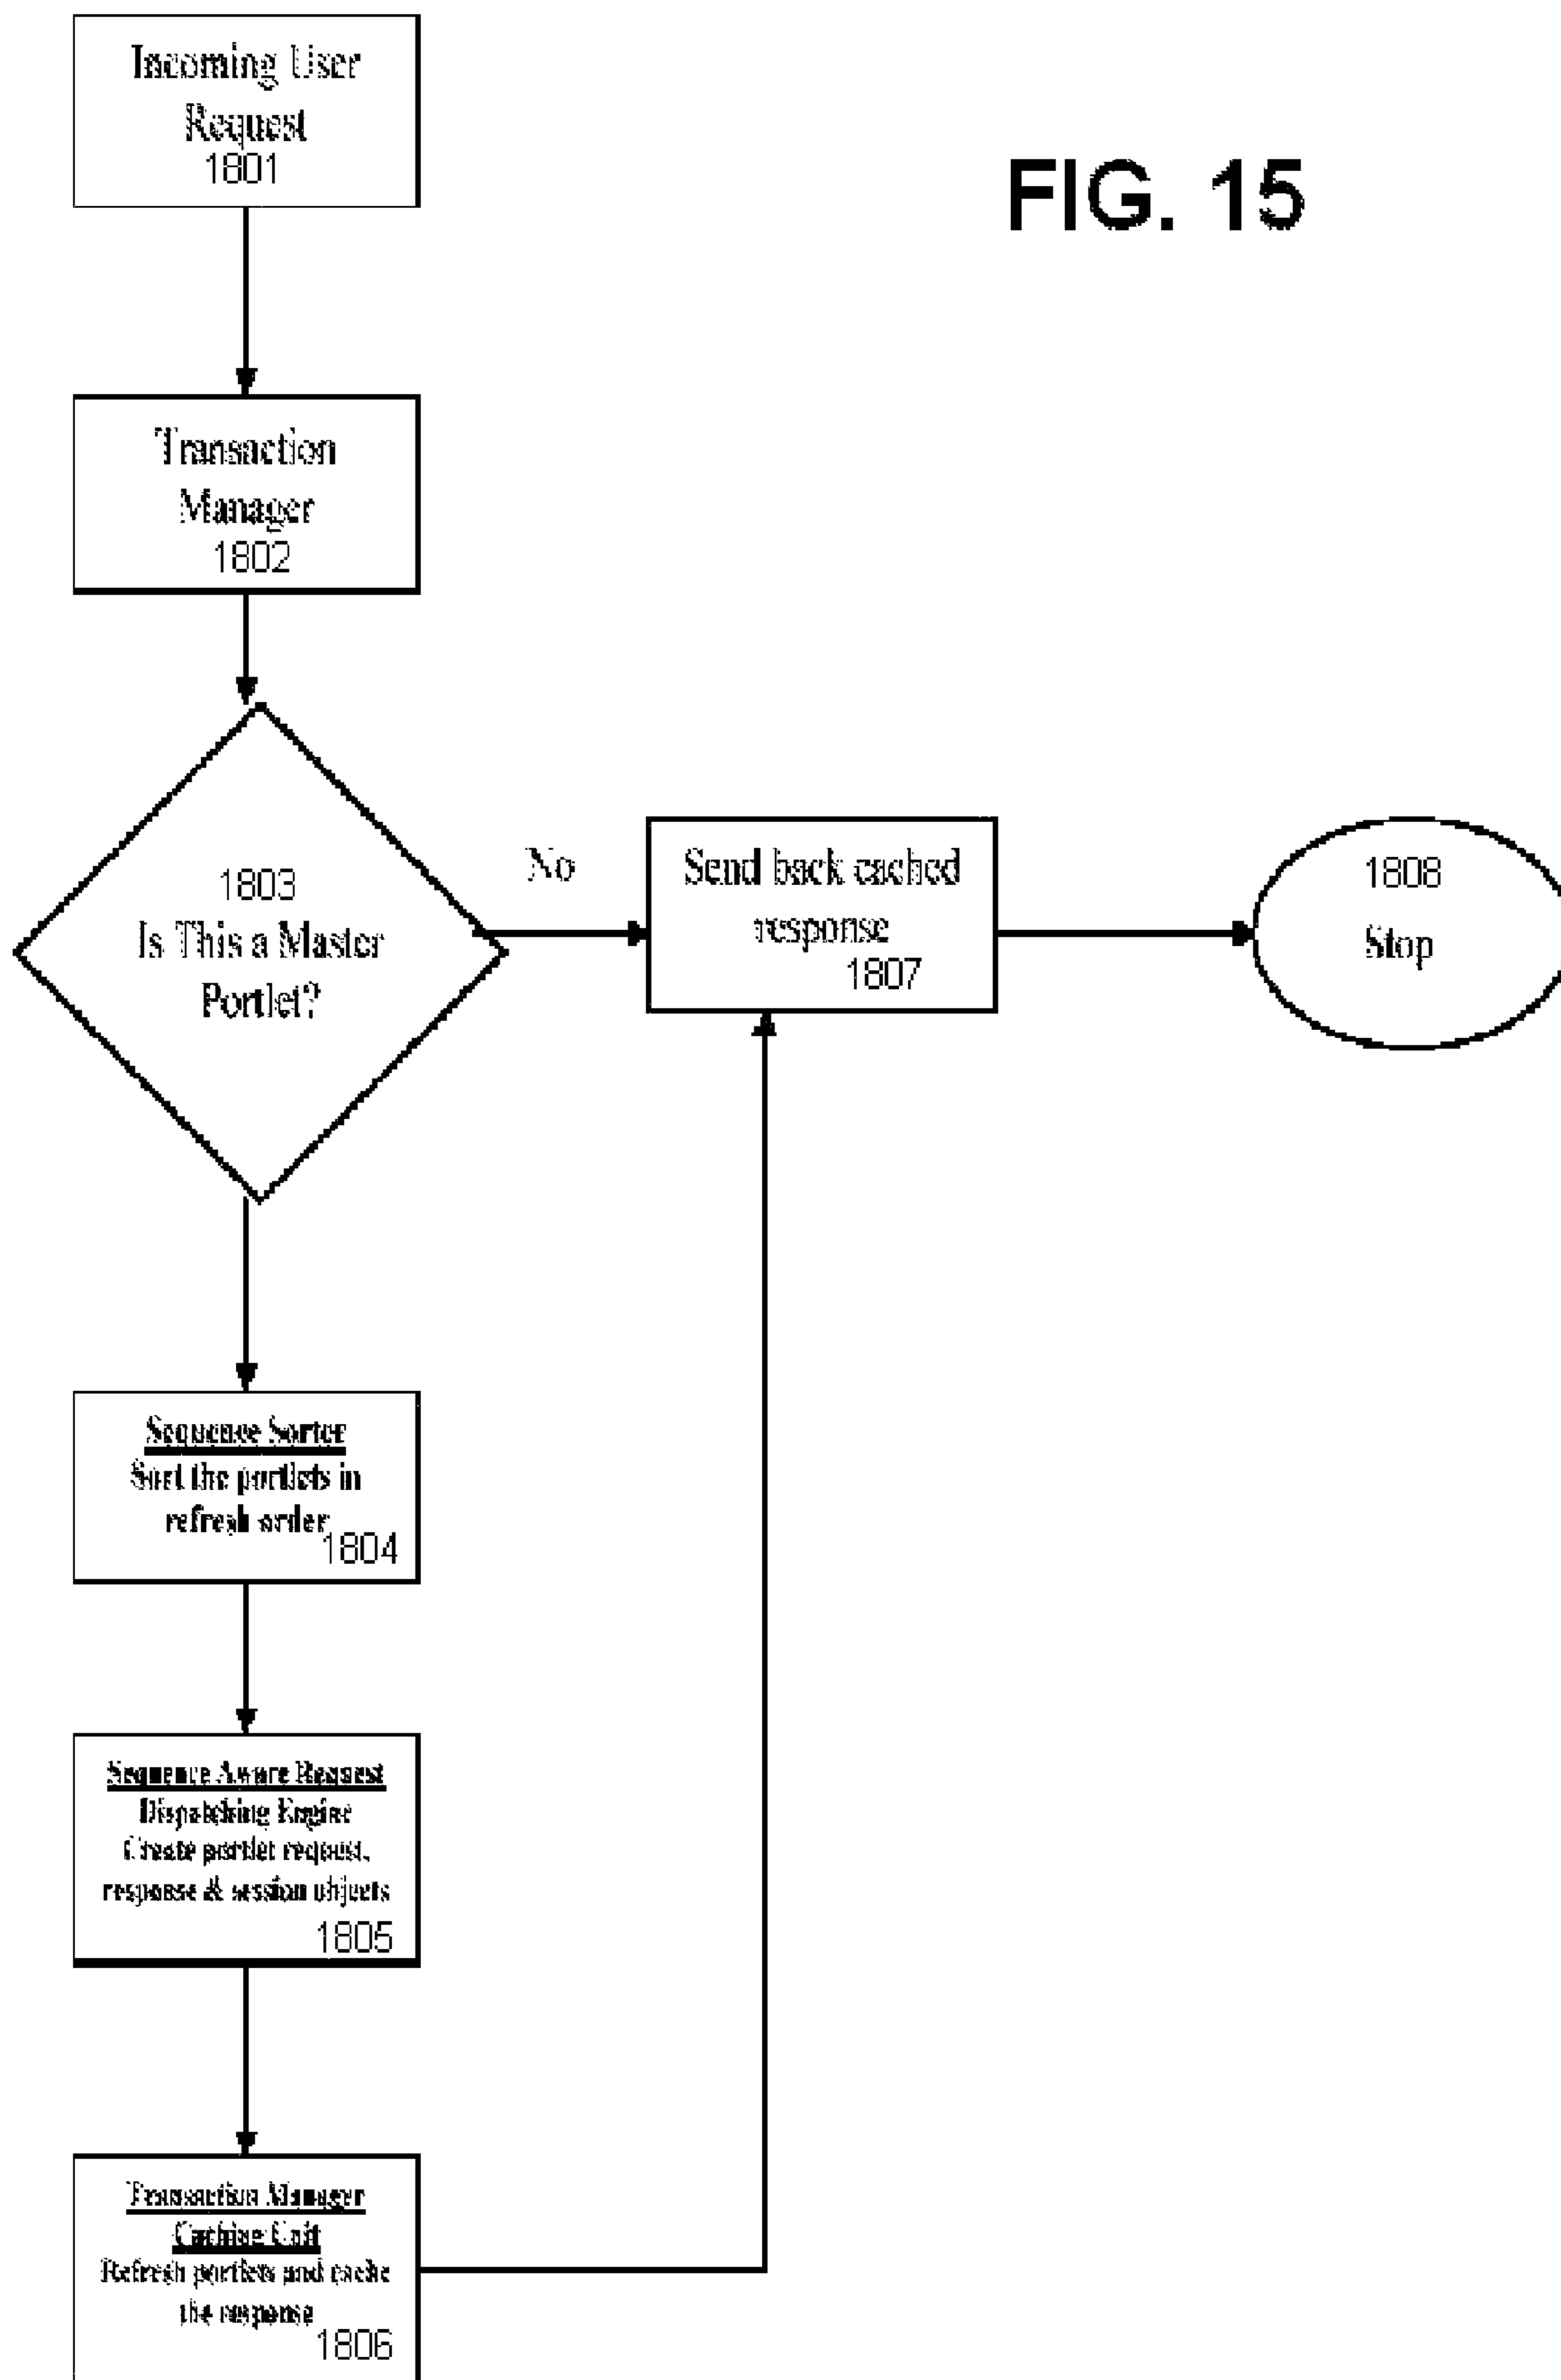 Incoming User
Request
1801
FIG. 15
Transaction
Manager
1802
1803
Is This a Master
Portlet?
No
Send back cached
response
1807
1808
Stop
Sequence Sorter
Sort the portlets in
refresh order
1804
Sequence Aware Request
Dispatching Engine
Create portlet request,
response & session objects
1805
Transaction Manager
Caching Unit
Refresh portlets and cache
the response
1806